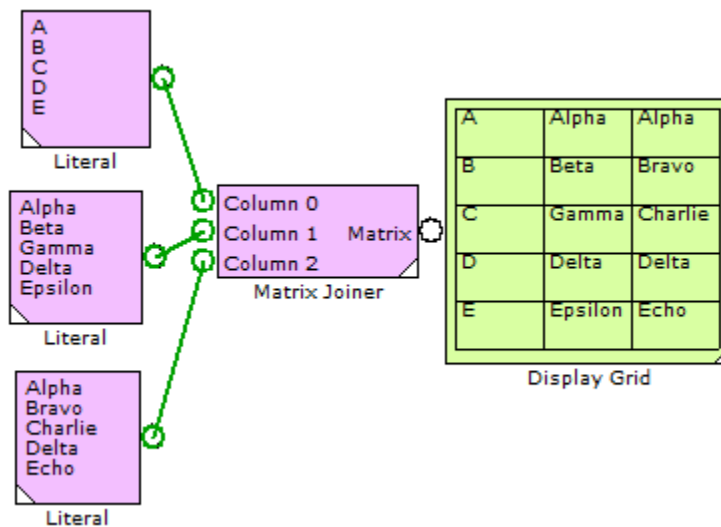 A
B
C
D
E
Literal
Alpha
Beta
Gamma
Delta
Epsilon
Literal
Alpha
Bravo
Charlie
Delta
Echo
Literal
Column 0
Column 1 Matrix
Column 2
Matrix Joiner
A Alpha Alpha
B Beta Bravo
C Gamma Charlie
D Delta Delta
E Epsilon Echo
Display Grid